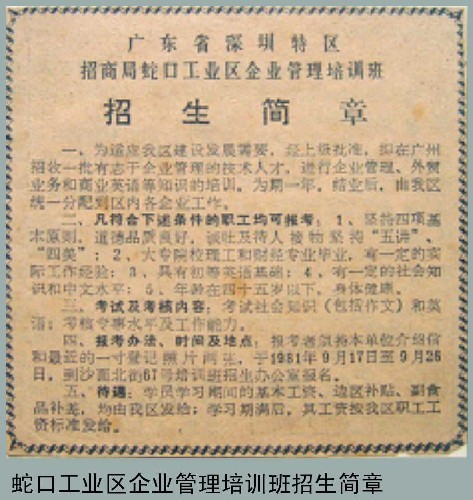 广东省深圳特区
招商局蛇口工业区企业管理培训班
招生简章
一、为适应我区建设发展需要，经上级批准，拟在广州
招收一批有志于企业管理的技术人才，进行企业管理、外贸
业务和商业英语等知识的培训。为期一年。结业后，由我区
统一分配到区内各企业工作。
二、凡符合下述条件的职工均可报考：1、坚持四项基
本原则，道德品质良好，谈吐及待人接物坚持“五讲”、
“四美”；2、大专院校理工和财经专业毕业，有一定的实
际工作经验；3、具有初等英语基础；4、有一定的社会知
识和中文水平；5、年龄在四十五岁以下，身体健康。
三、考试及考核内容：考试社会知识（包括作文）和英
语；考核专事水平及工作能力。
四、报考办法、时间及地点：报考者须持本单位介绍信
和最近的一寸登记照片两张，于1981年9月17日至9月26
日，到沙面北街67号培训班招生办公室报名。
五、待遇：学员学习期间的基本工资、边区补贴、副食
品补差，均由我区发给；学习期满后，其工资按我区职工工
资标准发给。
蛇口工业区企业管理培训班招生简章